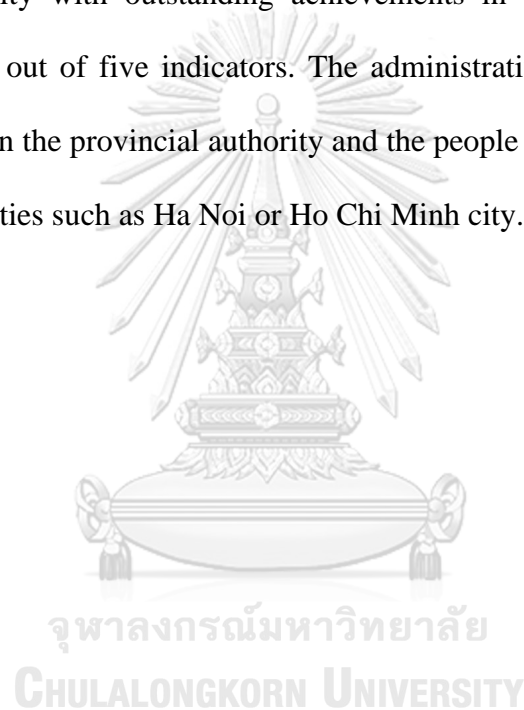 ity with outstanding achievements in
out of five indicators. The administrati
n the provincial authority and the people
ties such as Ha Noi or Ho Chi Minh city.
จุฬาลงกรณ์มหาวิทยาลัย
CHULALONGKORN UNIVERSITY